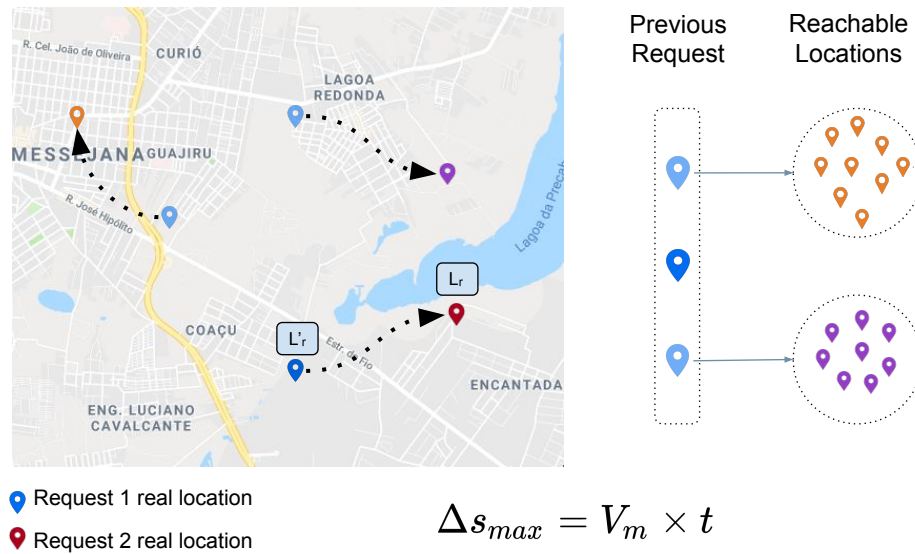 Previous
Request
Reachable
Locations
R. Cel. João de Oliveira
CURIÓ
LAGOA
REDONDA
MESSEJANA
GUAJIRU
R. José Hipólito
Lagoa da Precab
Lr
COAÇU
L'r
Estr. do Fio
ENCANTADA
ENG. LUCIANO
CAVALCANTE
Request 1 real location
Request 2 real location
Δs_max = V_m × t